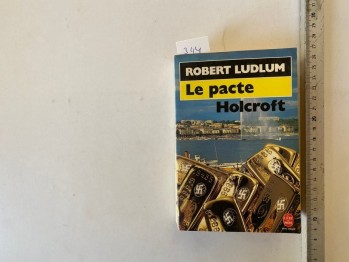 344
ROBERT LUDLUM
Le pacte
Holcroft